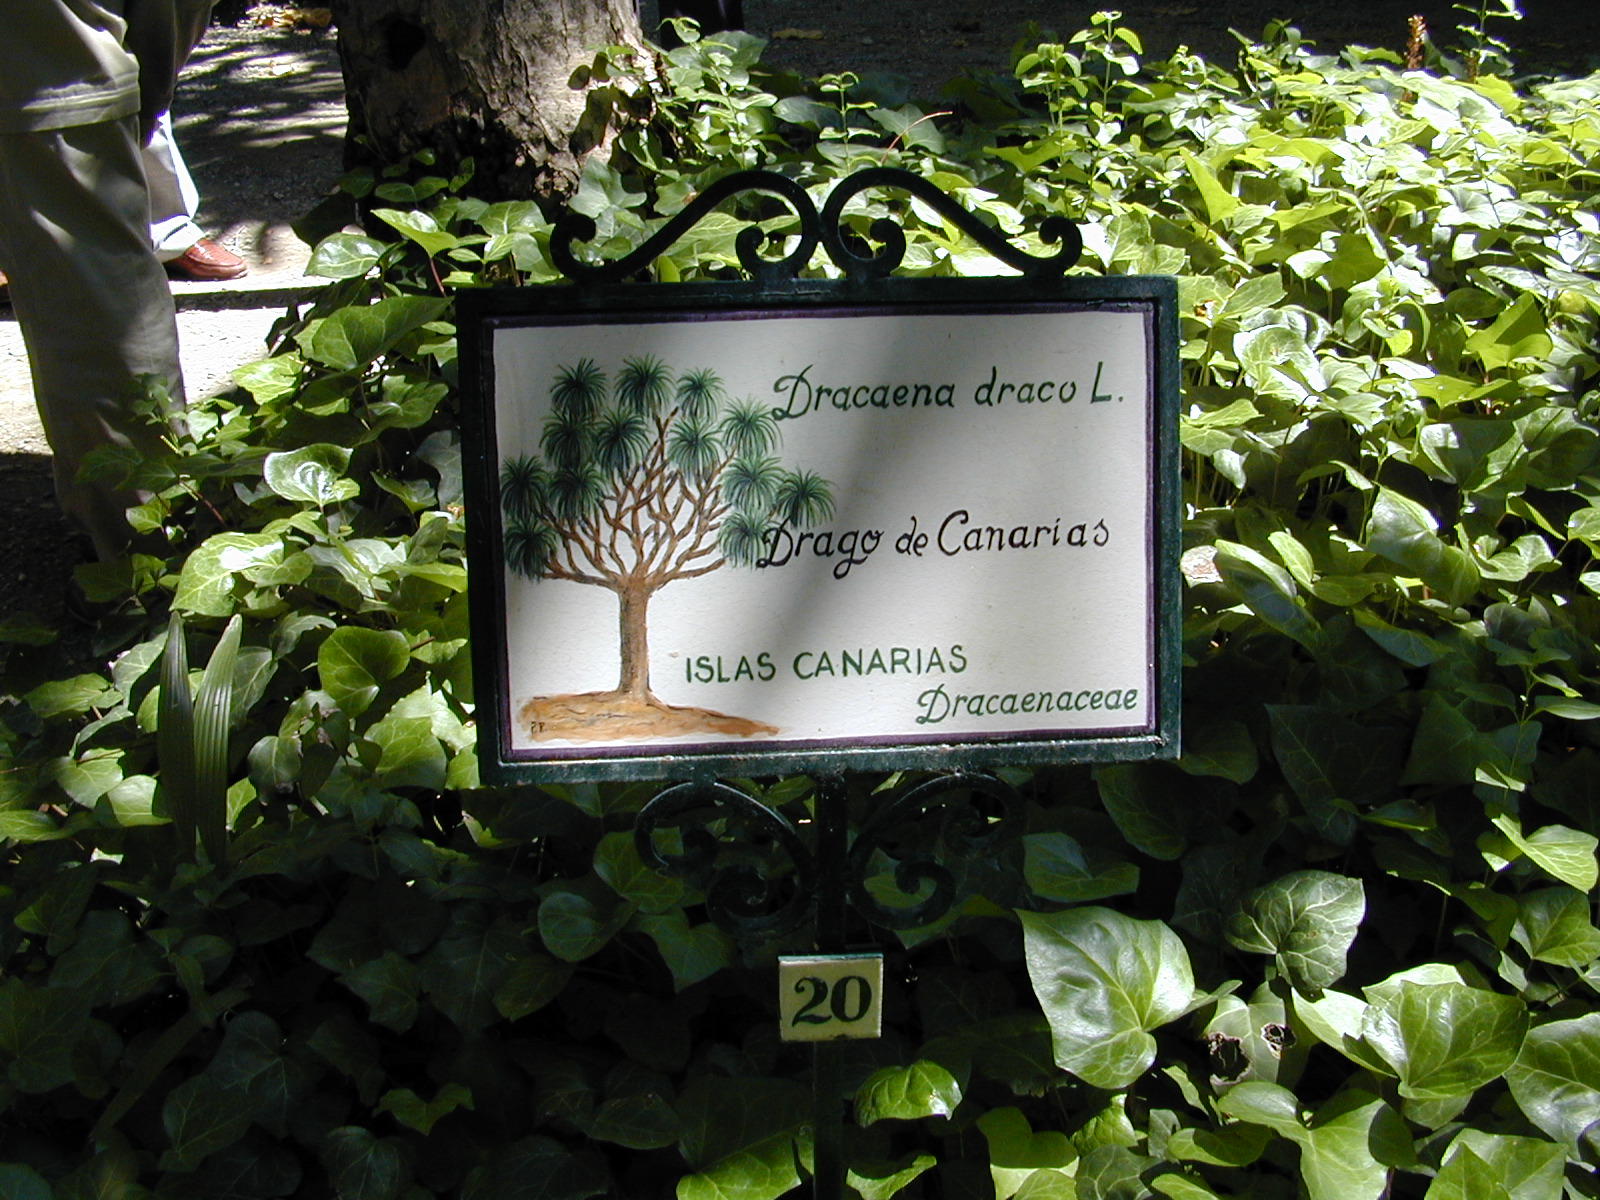 Dracaena draco L.
Drago de Canarias
ISLAS CANARIAS
Dracaenaceae
20